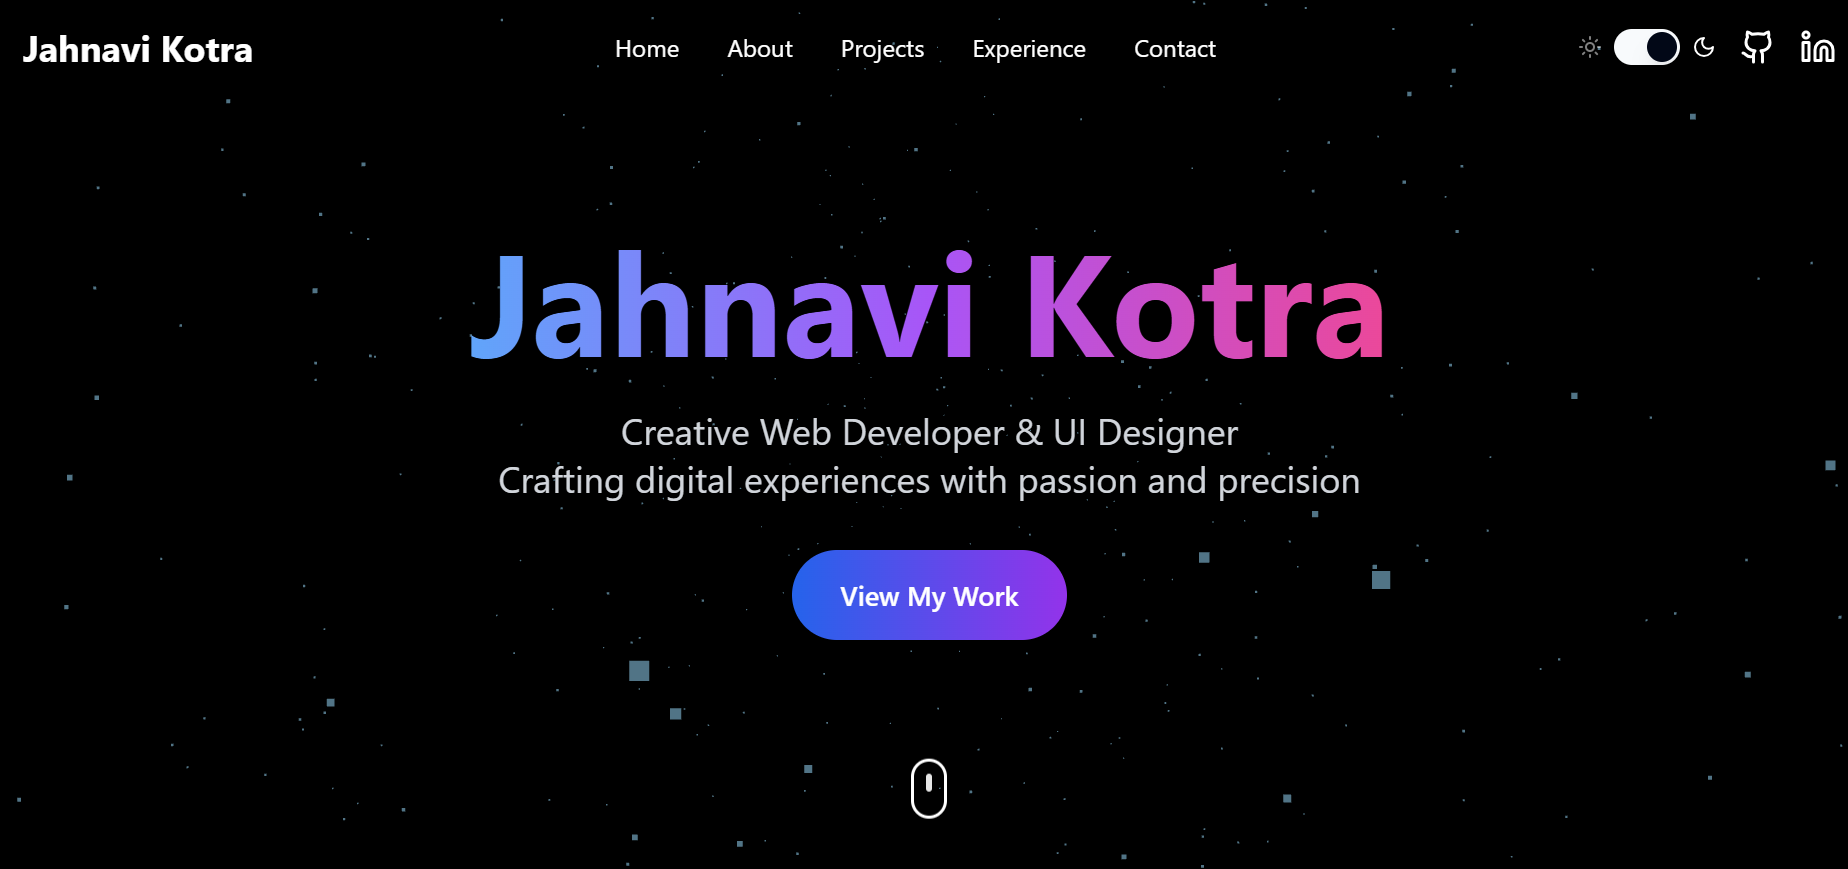 Jahnavi Kotra
Home About Projects Experience Contact
Jahnavi Kotra
Creative Web Developer & UI Designer
Crafting digital experiences with passion and precision
View My Work